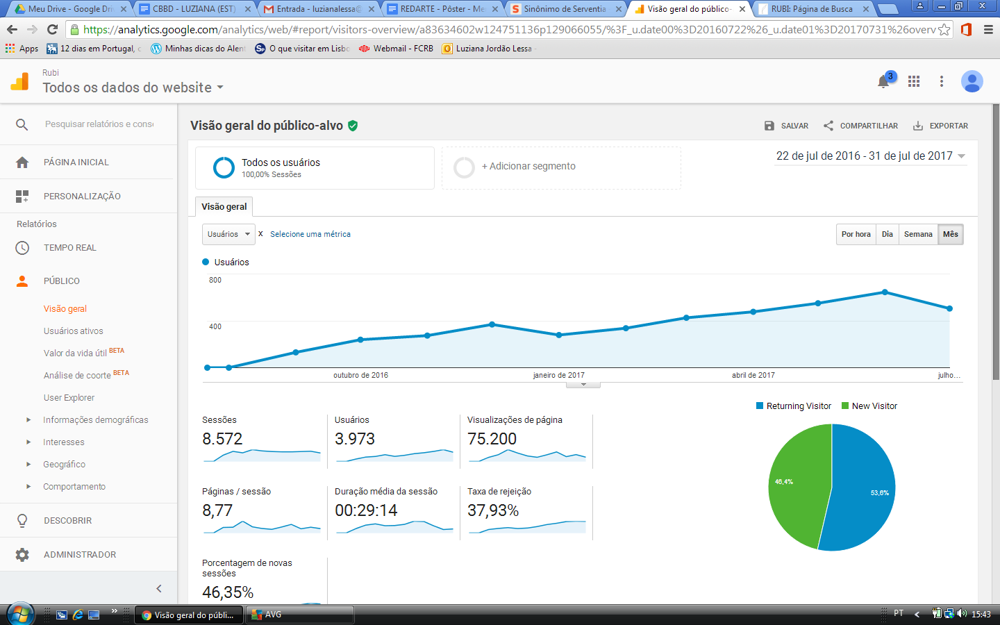 Meu Drive - Google Driv
CBBD - LUZIANA (EST)
Entrada - luzianalessa@
REDARTE - Pôster - Me
Sinônimo de Serventia
Visão geral do público-
RUBI: Página de Busca
https://analytics.google.com/analytics/web/#report/visitors-overview/a83634602w124751136p129066055/%3F_u.date00%3D20160722%26_u.date01%3D20170731%26overv
Apps
12 dias em Portugal, c
Minhas dicas do Alen
O que visitar em Lisb
Webmail - FCRB
Luziana Jordão Lessa -
Rubi
Todos os dados do website
3
Pesquisar relatórios e cons
PÁGINA INICIAL
PERSONALIZAÇÃO
Relatórios
TEMPO REAL
PÚBLICO
Visão geral
Usuários ativos
Valor da vida útil BETA
Análise de coorte BETA
User Explorer
Informações demográficas
Interesses
Geográfico
Comportamento
DESCOBRIR
ADMINISTRADOR
Visão geral do público-alvo
SALVAR
COMPARTILHAR
EXPORTAR
Todos os usuários
100,00% Sessões
+ Adicionar segmento
22 de jul de 2016 - 31 de jul de 2017
Visão geral
Usuários
X
Selecione uma métrica
Por hora
Dia
Semana
Mês
Usuários
800
400
outubro de 2016
janeiro de 2017
abril de 2017
julho...
Sessões
8.572
Usuários
3.973
Visualizações de página
75.200
Páginas / sessão
8,77
Duração média da sessão
00:29:14
Taxa de rejeição
37,93%
Porcentagem de novas
sessões
46,35%
Returning Visitor
New Visitor
46,4%
53,6%
Visão geral do públi...
AVG
PT
15:43